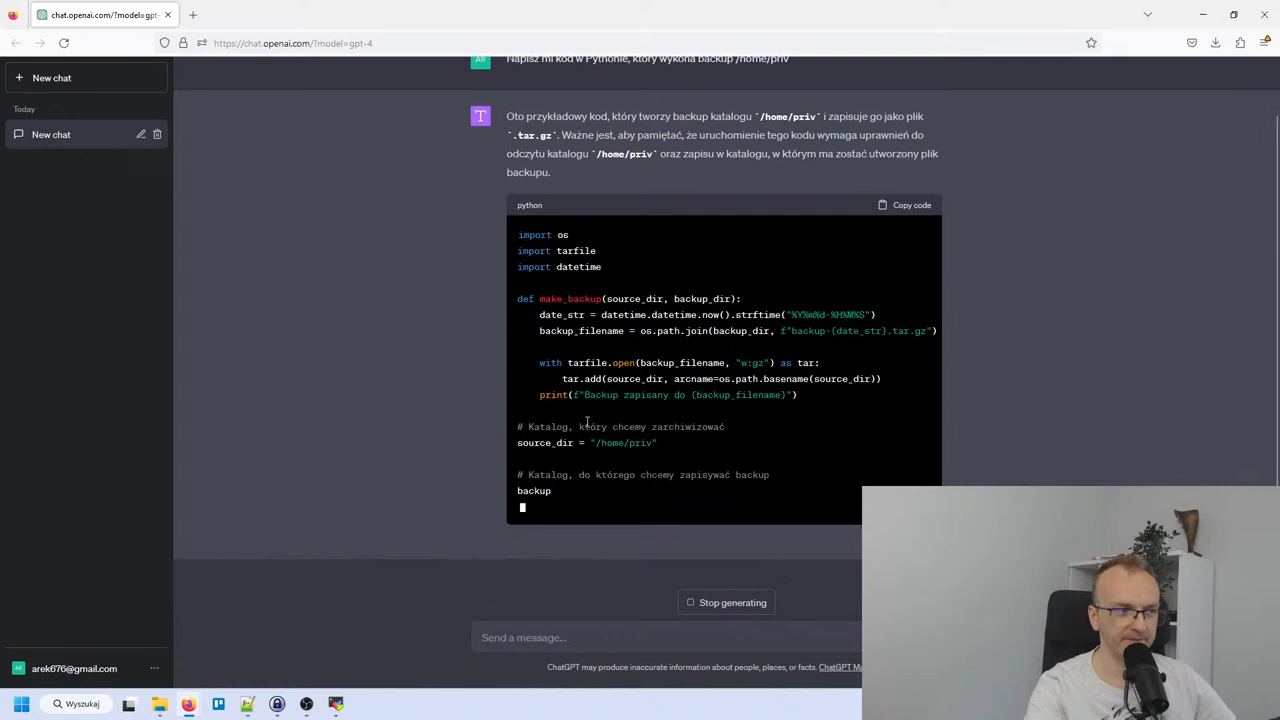 chat.openai.com/?model=gpt-
https://chat.openai.com/?model=gpt-4
New chat
Today
New chat
AR
Napisz mi kod w Pythonie, który wykona backup /home/priv
T
Oto przykładowy kod, który tworzy backup katalogu `/home/priv` i zapisuje go jako plik
`.tar.gz`. Ważne jest, aby pamiętać, że uruchomienie tego kodu wymaga uprawnień do
odczytu katalogu `/home/priv` oraz zapisu w katalogu, w którym ma zostać utworzony plik
backupu.
python
Copy code
import os
import tarfile
import datetime
def make_backup(source_dir, backup_dir):
date_str = datetime.datetime.now().strftime("%Y%m%d-%H%M%S")
backup_filename = os.path.join(backup_dir, f"backup-{date_str}.tar.gz")
with tarfile.open(backup_filename, "w:gz") as tar:
tar.add(source_dir, arcname=os.path.basename(source_dir))
print(f"Backup zapisany do {backup_filename}")
# Katalog, który chcemy zarchiwizować
source_dir = "/home/priv"
# Katalog, do którego chcemy zapisywać backup
backup
Stop generating
Send a message...
ChatGPT may produce inaccurate information about people, places, or facts. ChatGPT Ma
AR
arek676@gmail.com
Wyszukaj